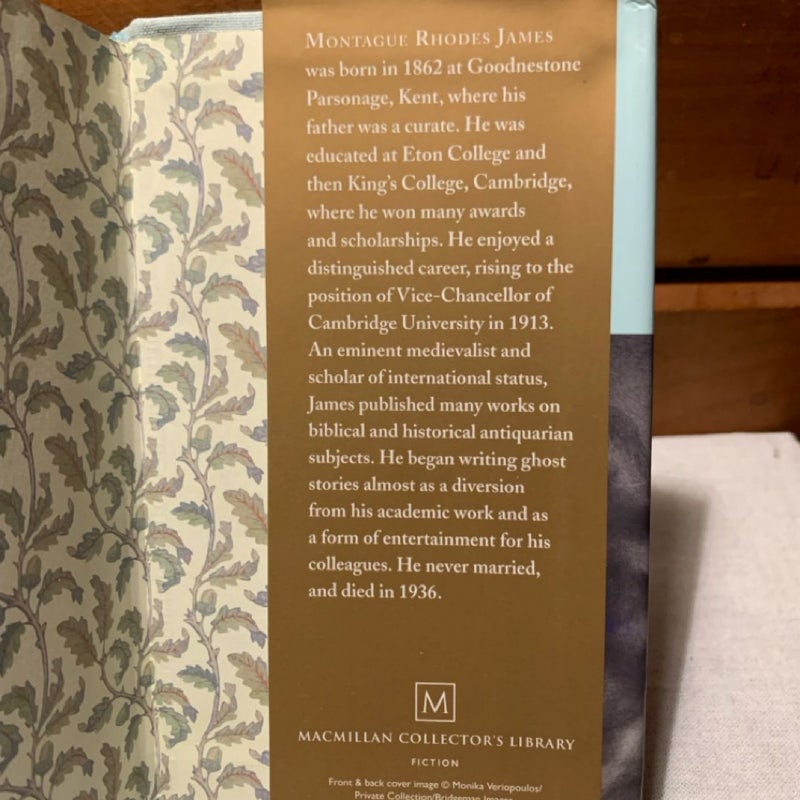 MONTAGUE RHODES JAMES
was born in 1862 at Goodnestone
Parsonage, Kent, where his
father was a curate. He was
educated at Eton College and
then King's College, Cambridge,
where he won many awards
and scholarships. He enjoyed a
distinguished career, rising to the
position of Vice-Chancellor of
Cambridge University in 1913.
An eminent medievalist and
scholar of international status,
James published many works on
biblical and historical antiquarian
subjects. He began writing ghost
stories almost as a diversion
from his academic work and as
a form of entertainment for his
colleagues. He never married,
and died in 1936.
M
MACMILLAN COLLECTOR'S LIBRARY
FICTION
Front & back cover image © Monika Veriopoulos/
Private Collection/Bridgeman Images